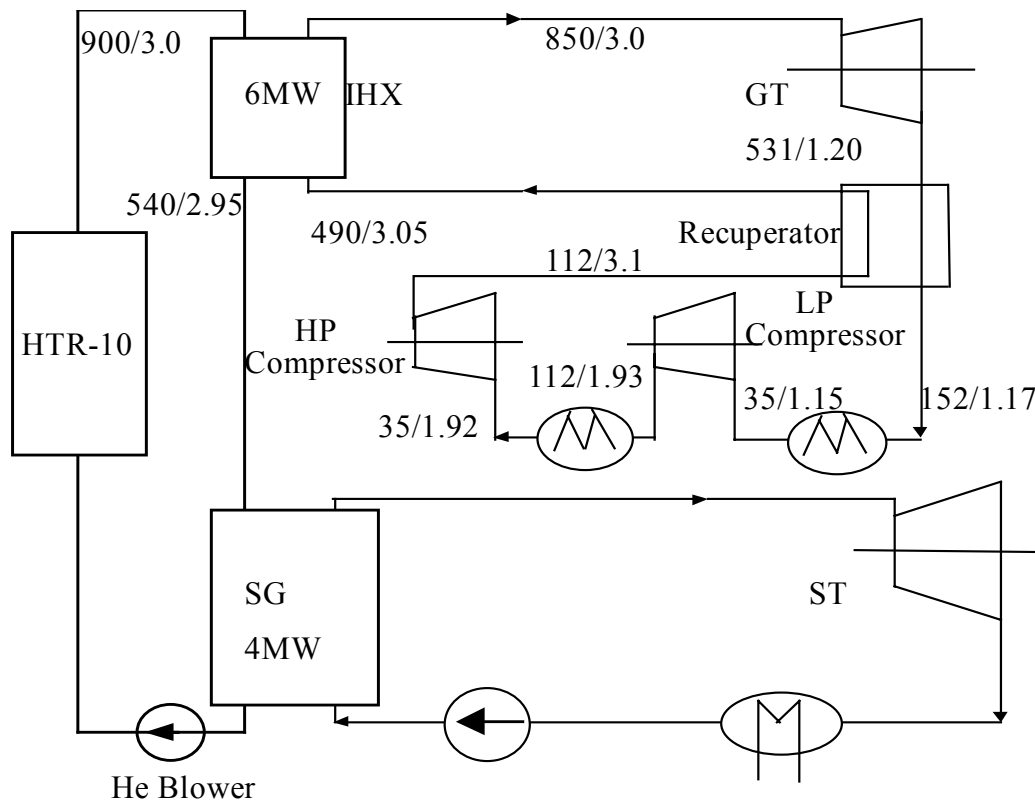 900/3.0
850/3.0
6MW
IHX
GT
531/1.20
540/2.95
490/3.05
Recuperator
112/3.1
HTR-10
HP
Compressor
LP
Compressor
112/1.93
35/1.15
152/1.17
35/1.92
SG
4MW
ST
He Blower